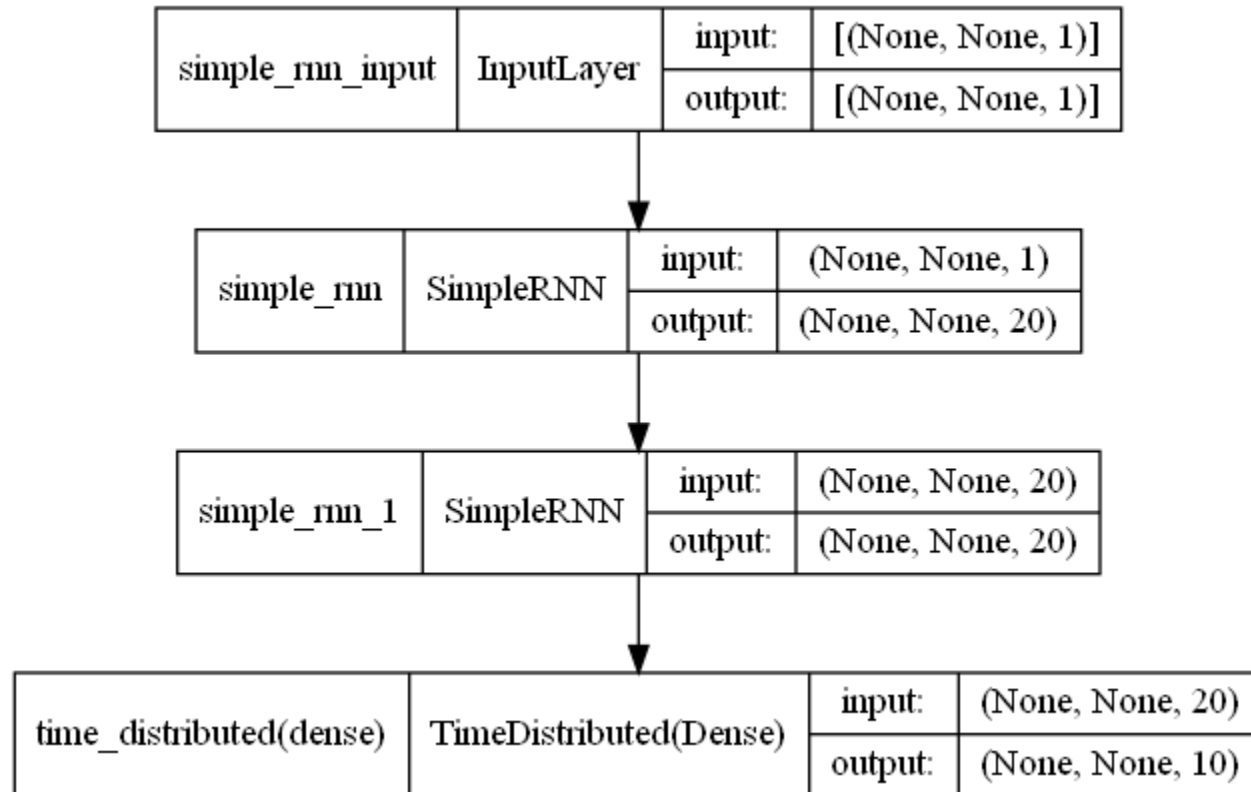 simple_rnn_input InputLayer input: [(None, None, 1)]
output: [(None, None, 1)]
simple_rnn SimpleRNN input: (None, None, 1)
output: (None, None, 20)
simple_rnn_1 SimpleRNN input: (None, None, 20)
output: (None, None, 20)
time_distributed(dense) TimeDistributed(Dense) input: (None, None, 20)
output: (None, None, 10)